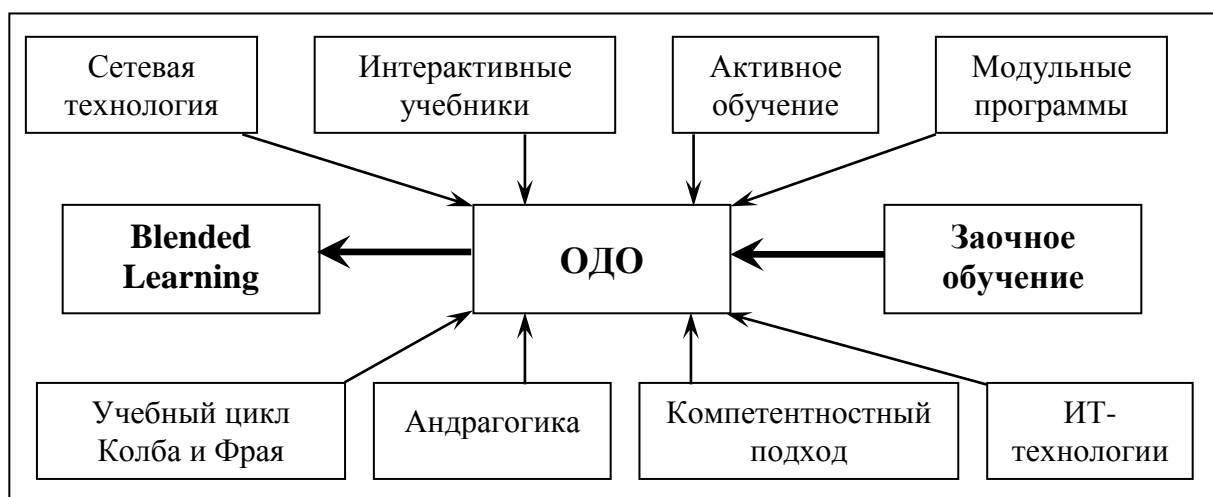 Сетевая
технология
Интерактивные
учебники
Активное
обучение
Модульные
программы
Blended
Learning
ОДО
Заочное
обучение
Учебный цикл
Колба и Фрая
Андрагогика
Компетентностный
подход
ИТ-
технологии